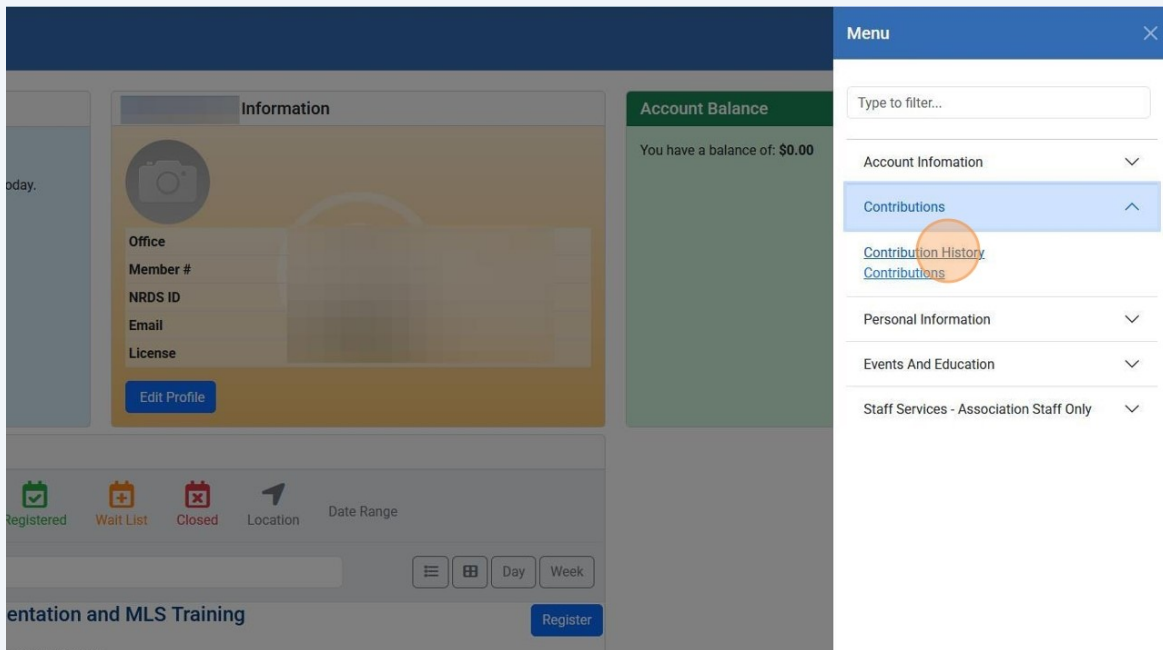 Menu
Type to filter...
Account Infomation
Contributions
Contribution History
Contributions
Personal Information
Events And Education
Staff Services - Association Staff Only
oday.
Information
Office
Member #
NRDS ID
Email
License
Edit Profile
Account Balance
You have a balance of: $0.00
Registered
Wait List
Closed
Location
Date Range
Day
Week
entation and MLS Training
Register